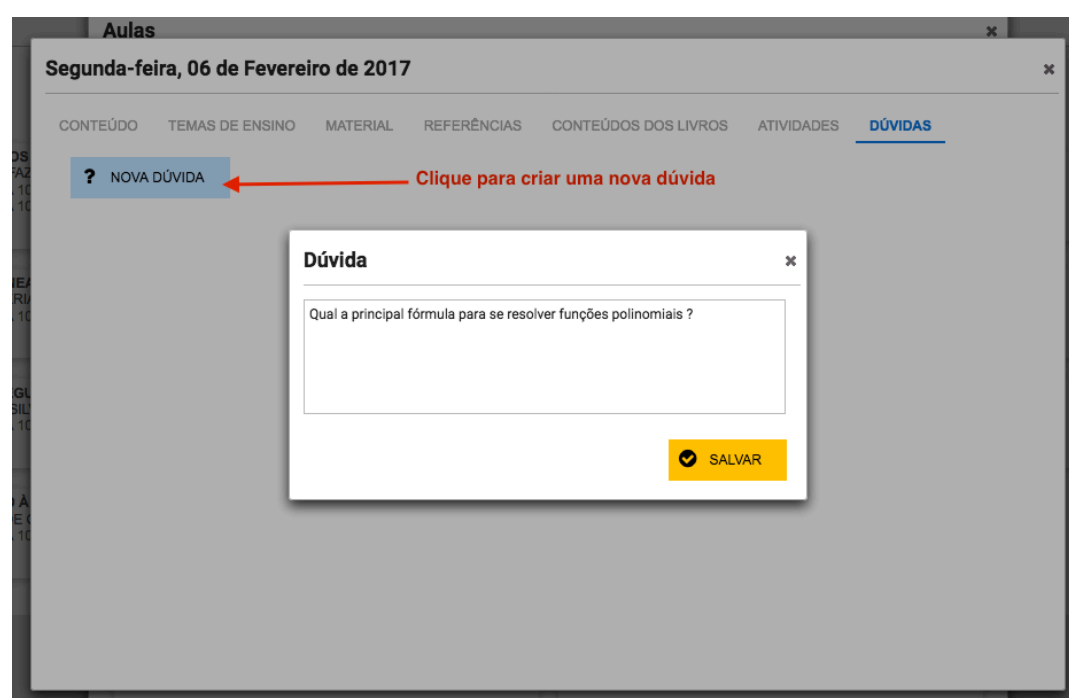 Aulas
Segunda-feira, 06 de Fevereiro de 2017
CONTEÚDO TEMAS DE ENSINO MATERIAL REFERÊNCIAS CONTEÚDOS DOS LIVROS ATIVIDADES DÚVIDAS
? NOVA DÚVIDA
Clique para criar uma nova dúvida
Dúvida
Qual a principal fórmula para se resolver funções polinomiais ?
SALVAR